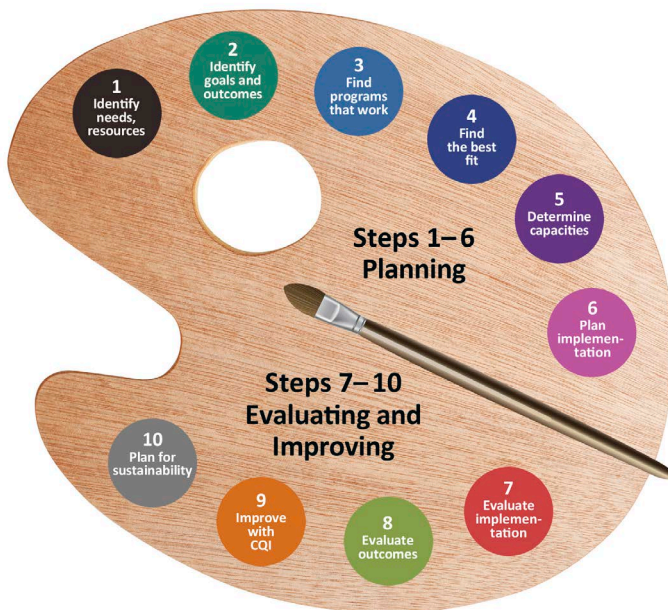 1
Identify
needs,
resources
2
Identify
goals and
outcomes
3
Find
programs
that work
4
Find
the best
fit
5
Determine
capacities
6
Plan
implemen-
tation
Steps 1–6
Planning
Steps 7–10
Evaluating and
Improving
7
Evaluate
implemen-
tation
8
Evaluate
outcomes
9
Improve
with
CQI
10
Plan for
sustainability